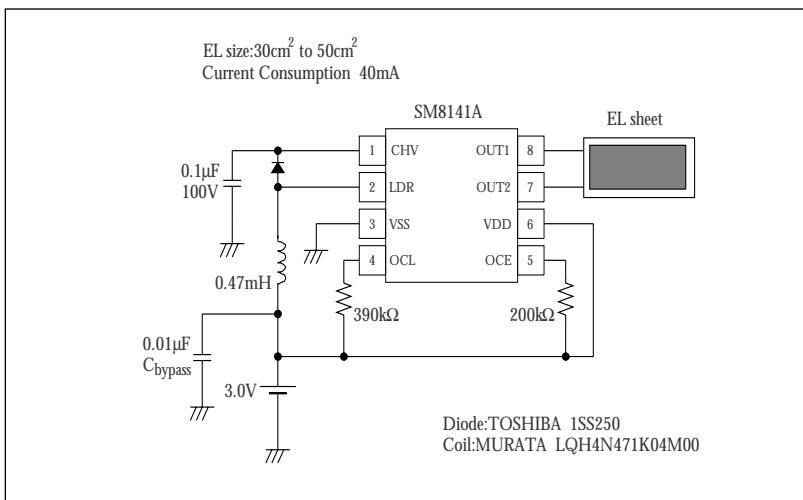 EL size:30cm² to 50cm²
Current Consumption 40mA
SM8141A
EL sheet
1 CHV OUT1 8
0.1µF
100V
2 LDR OUT2 7
3 VSS VDD 6
4 OCL OCE 5
0.47mH
390kΩ 200kΩ
0.01µF
Cbypass
3.0V
Diode:TOSHIBA 1SS250
Coil:MURATA LQH4N471K04M00